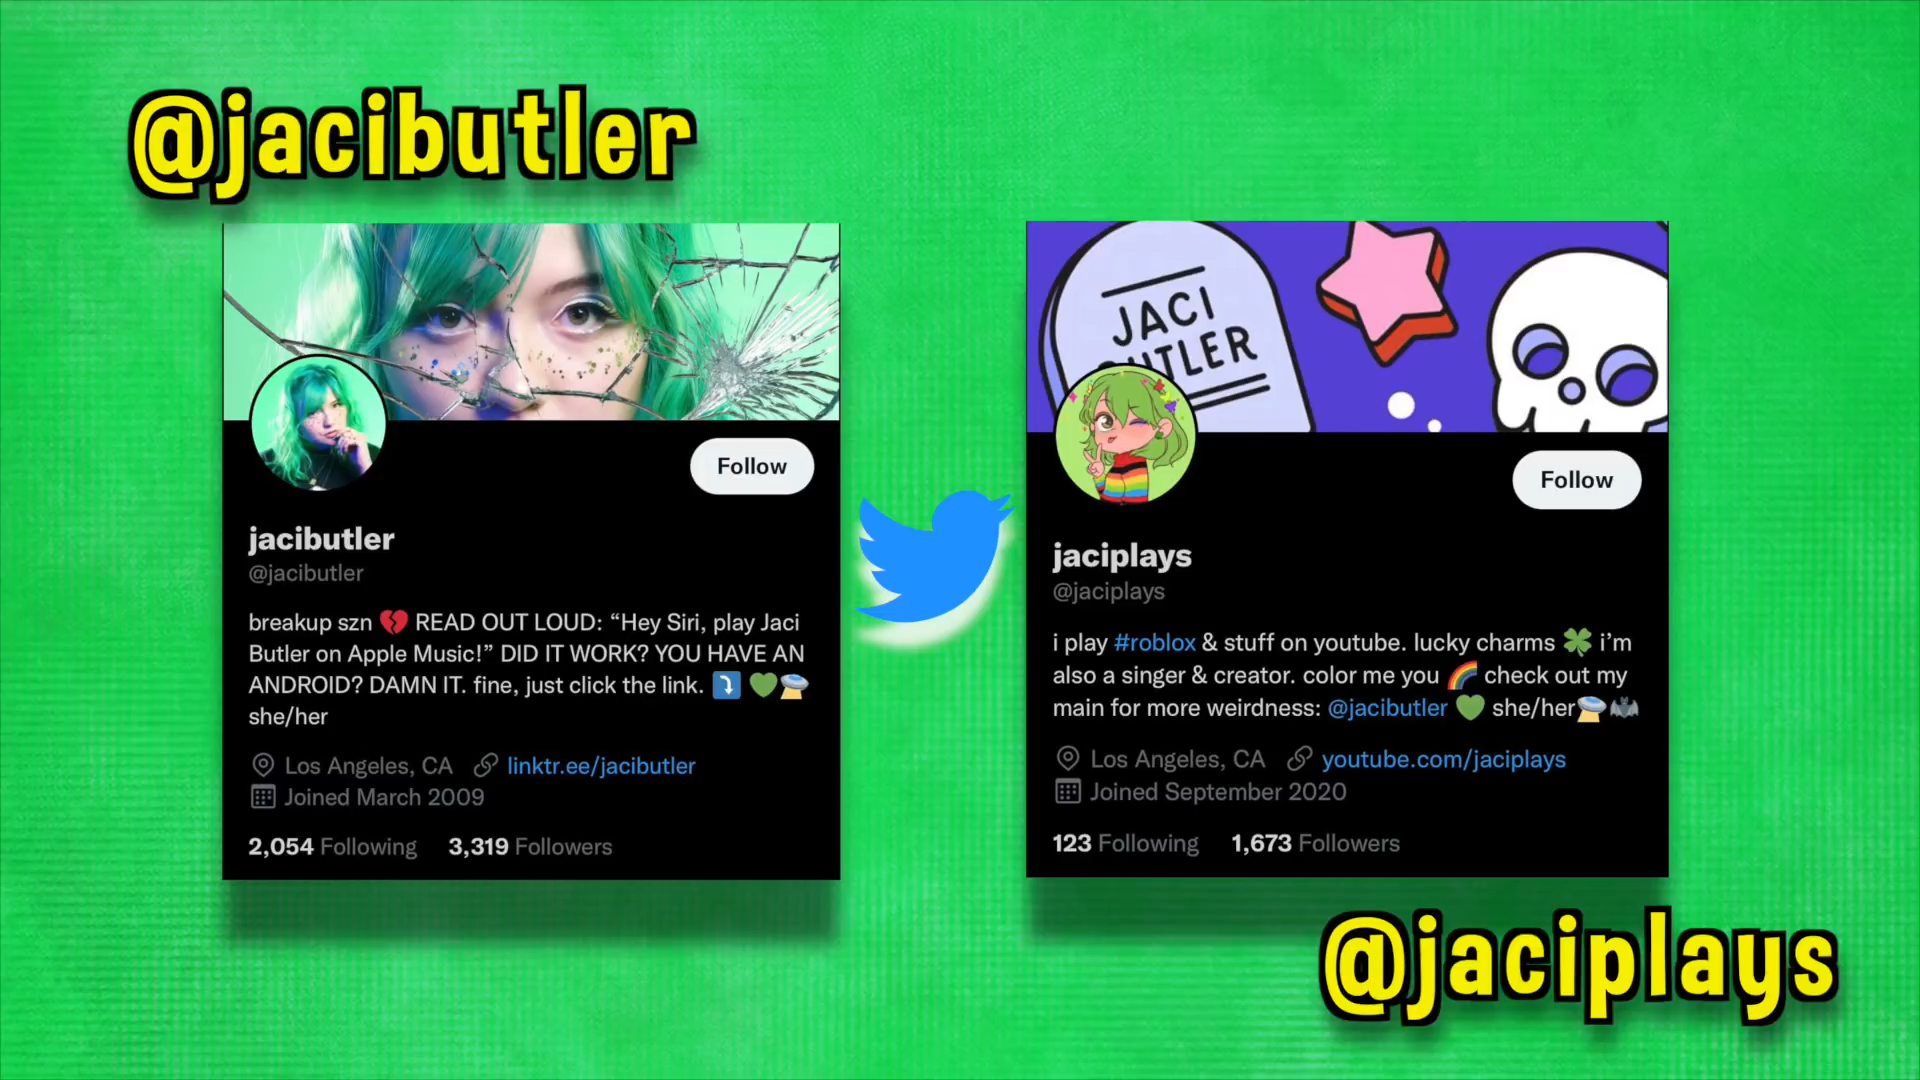 @jacibutler
Follow
jacibutler
@jacibutler
breakup szn 💔 READ OUT LOUD: “Hey Siri, play Jaci
Butler on Apple Music!” DID IT WORK? YOU HAVE AN
ANDROID? DAMN IT. fine, just click the link. ⤵️ 💚🛸
she/her
Los Angeles, CA linktr.ee/jacibutler
Joined March 2009
2,054 Following 3,319 Followers
JACI
BUTLER
Follow
jaciplays
@jaciplays
i play #roblox & stuff on youtube. lucky charms 🍀 i’m
also a singer & creator. color me you 🌈 check out my
main for more weirdness: @jacibutler 💚 she/her🛸🦇
Los Angeles, CA youtube.com/jaciplays
Joined September 2020
123 Following 1,673 Followers
@jaciplays